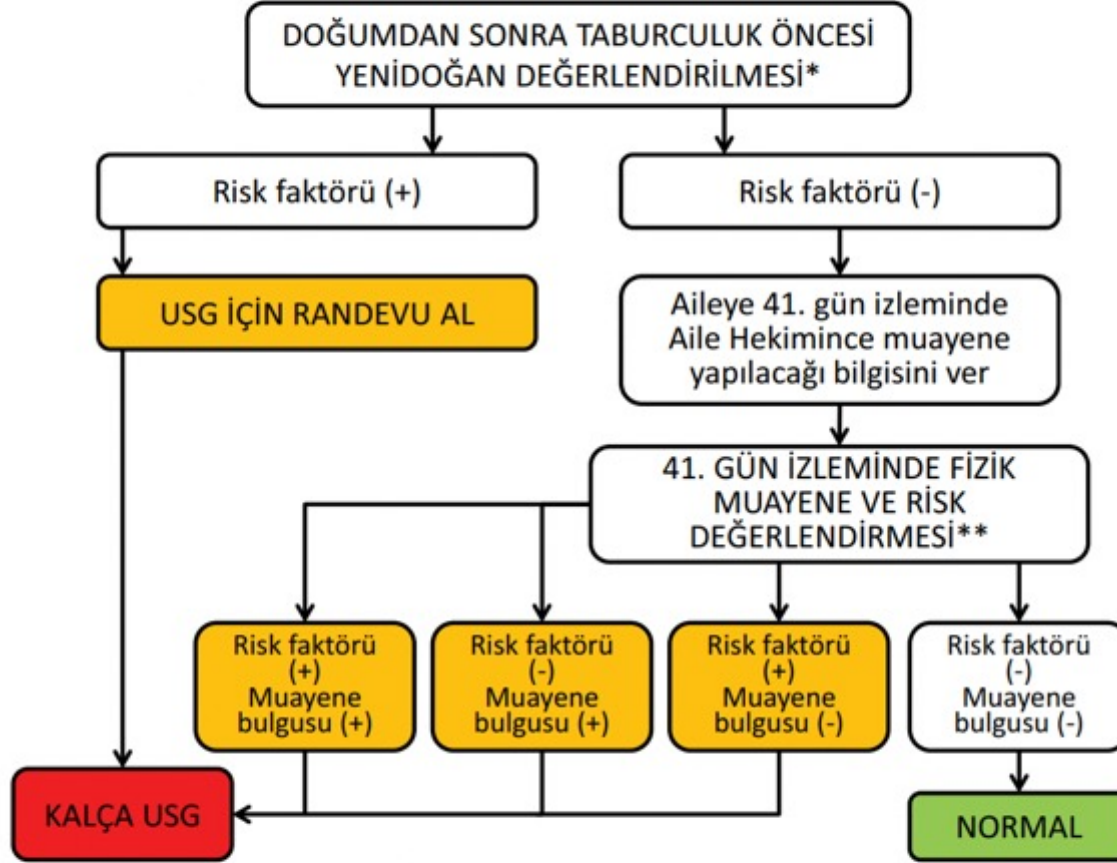 DOĞUMDAN SONRA TABURCULUK ÖNCESİ
YENİDOĞAN DEĞERLENDİRİLMESİ*
Risk faktörü (+)
Risk faktörü (-)
USG İÇİN RANDEVU AL
Aileye 41. gün izleminde
Aile Hekimince muayene
yapılacağı bilgisini ver
41. GÜN İZLEMİNDE FİZİK
MUAYENE VE RİSK
DEĞERLENDİRMESİ**
Risk faktörü
(+)
Muayene
bulgusu (+)
Risk faktörü
(-)
Muayene
bulgusu (+)
Risk faktörü
(+)
Muayene
bulgusu (-)
Risk faktörü
(-)
Muayene
bulgusu (-)
KALÇA USG
NORMAL